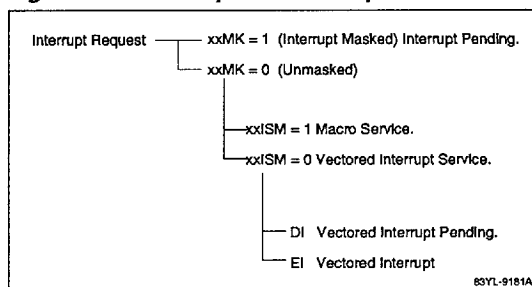 Interrupt Request xxMK = 1 (Interrupt Masked) Interrupt Pending.
xxMK = 0 (Unmasked)
xxISM = 1 Macro Service.
xxISM = 0 Vectored Interrupt Service.
DI Vectored Interrupt Pending.
EI Vectored Interrupt
83YL-9181A